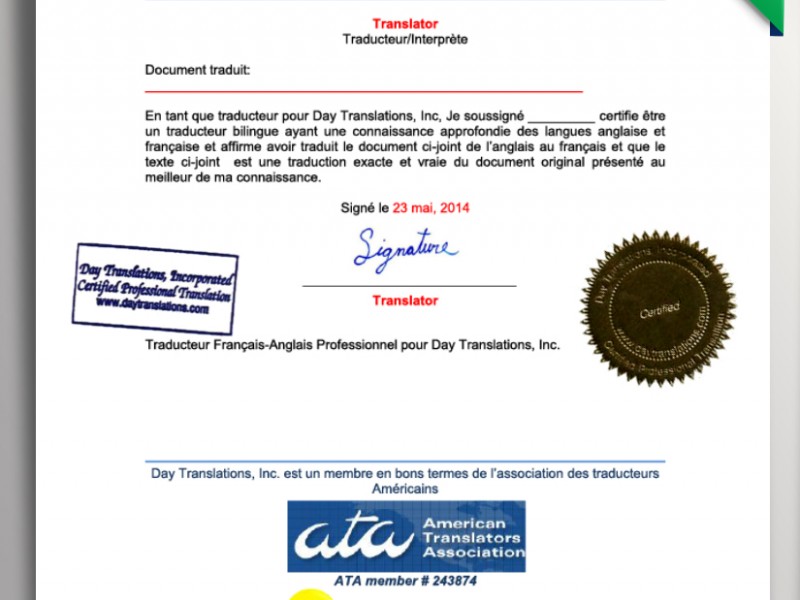 Translator
Traducteur/Interprète
Document traduit:
En tant que traducteur pour Day Translations, Inc, Je soussigné _________ certifie être
un traducteur bilingue ayant une connaissance approfondie des langues anglaise et
française et affirme avoir traduit le document ci-joint de l'anglais au français et que le
texte ci-joint est une traduction exacte et vraie du document original présenté au
meilleur de ma connaissance.
Signé le 23 mai, 2014
Signature
Translator
Day Translations, Incorporated
Certified Professional Translation
www.daytranslations.com
Day Translations Incorporated
Certified
www.daytranslations.com
Certified Professional Translation
Traducteur Français-Anglais Professionnel pour Day Translations, Inc.
Day Translations, Inc. est un membre en bons termes de l'association des traducteurs
Américains
ata American
Translators
Association
ATA member # 243874